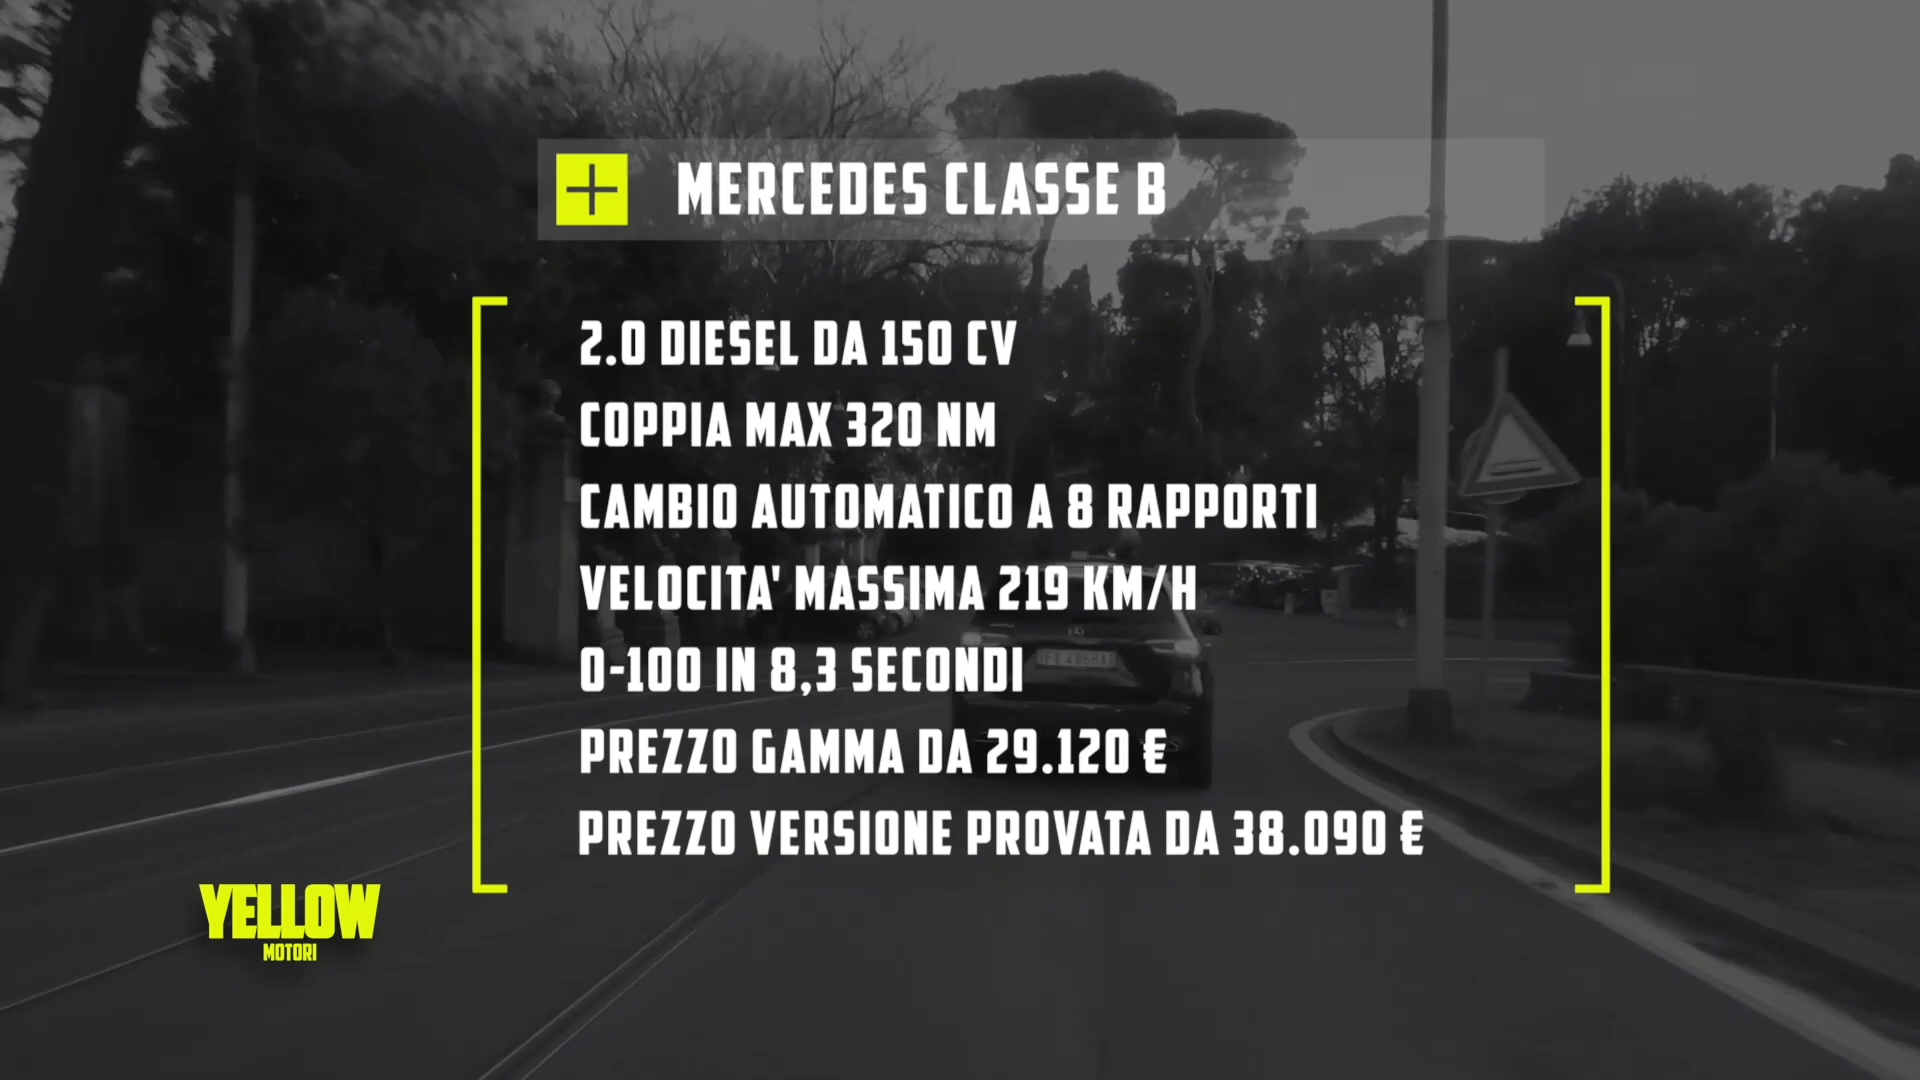 MERCEDES CLASSE B
2.0 DIESEL DA 150 CV
COPPIA MAX 320 NM
CAMBIO AUTOMATICO A 8 RAPPORTI
VELOCITA' MASSIMA 219 KM/H
0-100 IN 8,3 SECONDI
PREZZO GAMMA DA 29.120 €
PREZZO VERSIONE PROVATA DA 38.090 €
YELLOW
MOTORI